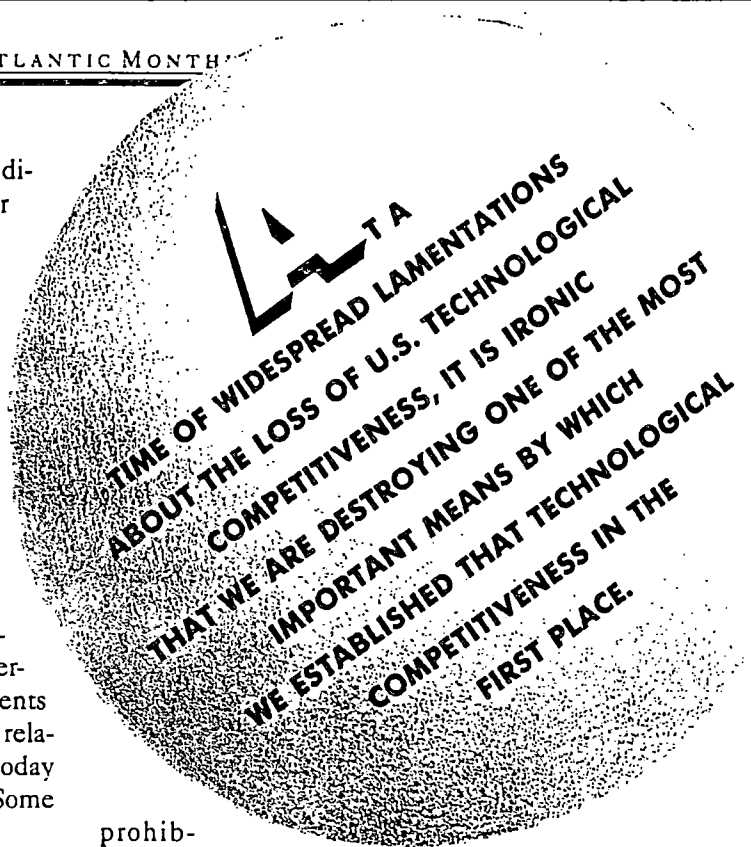 TLANTIC MONTH
di-
r
A T A
TIME OF WIDESPREAD LAMENTATIONS
ABOUT THE LOSS OF U.S. TECHNOLOGICAL
COMPETITIVENESS, IT IS IRONIC
THAT WE ARE DESTROYING ONE OF THE MOST
IMPORTANT MEANS BY WHICH
WE ESTABLISHED THAT TECHNOLOGICAL
COMPETITIVENESS IN THE
FIRST PLACE.
-
er-
ents
rela-
oday
Some
prohib-